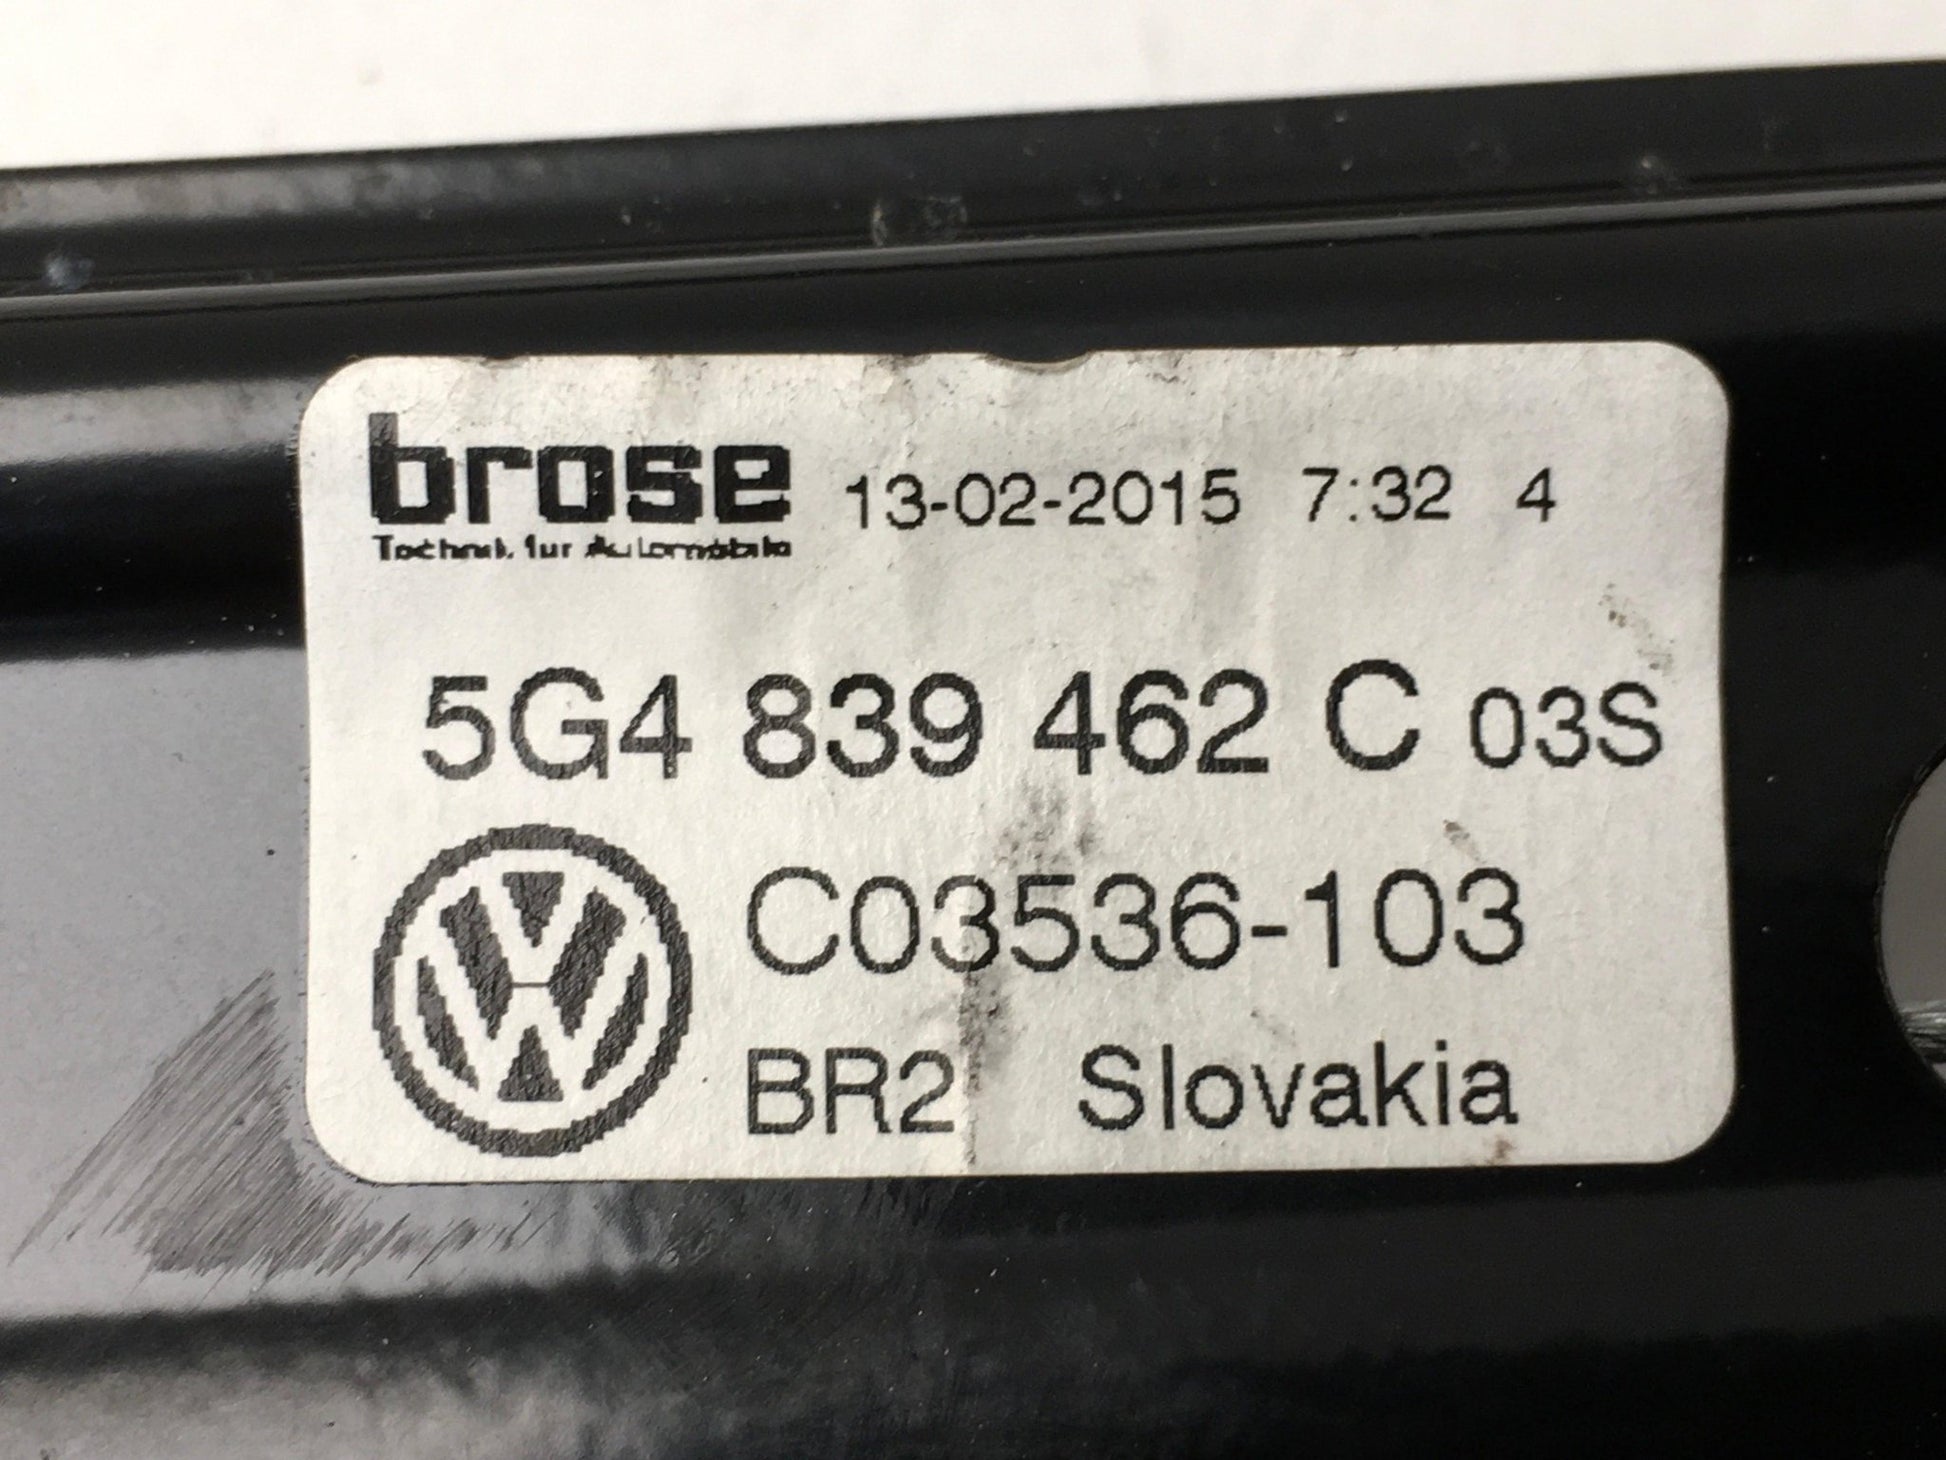 brose 13-02-2015 7:32 4
Technik für Automobile
5G4 839 462 C 03S
C03536-103
BR2 Slovakia